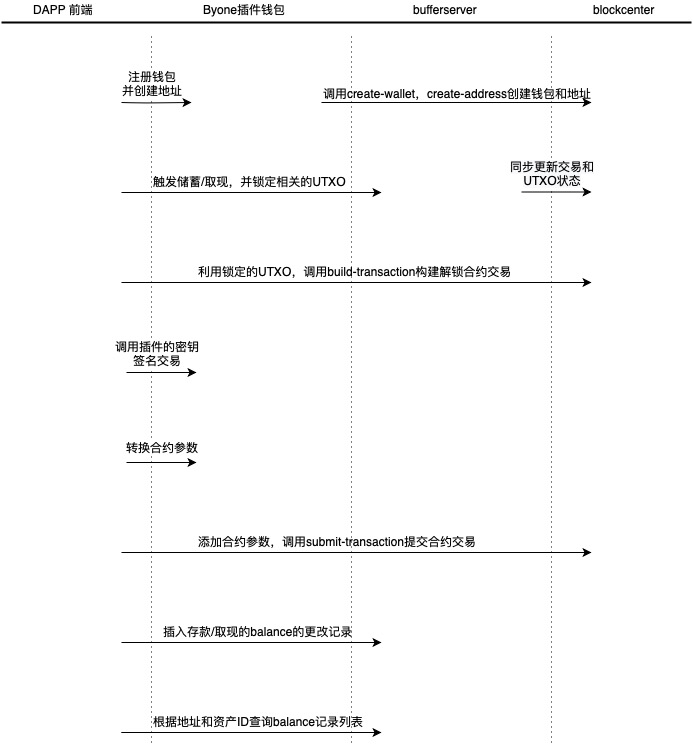 DAPP 前端
Byone插件钱包
bufferserver
blockcenter
注册钱包
并创建地址
调用create-wallet，create-address创建钱包和地址
触发储蓄/取现，并锁定相关的UTXO
同步更新交易和
UTXO状态
利用锁定的UTXO，调用build-transaction构建解锁合约交易
调用插件的密钥
签名交易
转换合约参数
添加合约参数，调用submit-transaction提交合约交易
插入存款/取现的balance的更改记录
根据地址和资产ID查询balance记录列表